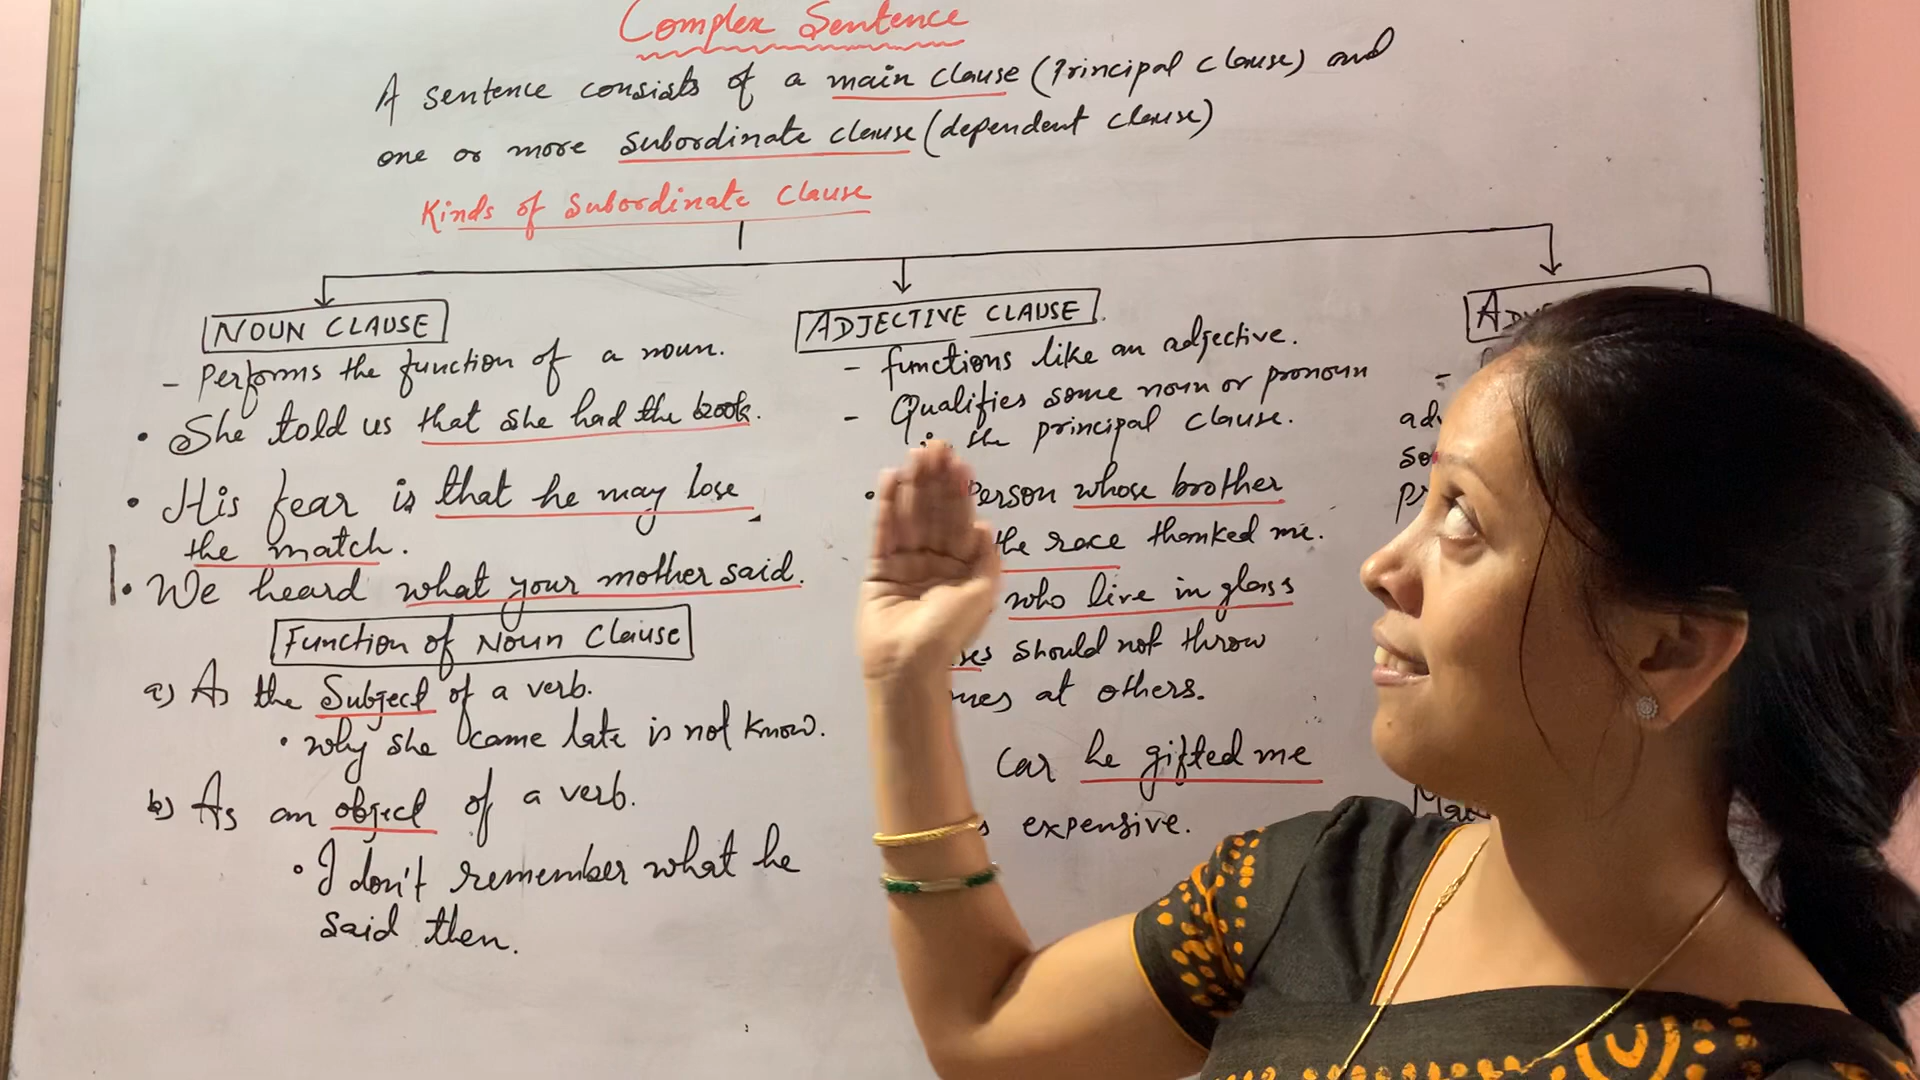 Complex Sentence
A sentence consists of a main clause (Principal clause) and
one or more subordinate clause (dependent clause)
Kinds of Subordinate Clause
NOUN CLAUSE
- Performs the function of a noun.
• She told us that she had the book.
• His fear is that he may lose
the match.
• We heard what your mother said.
Function of Noun Clause
a) As the Subject of a verb.
• why she came late is not know.
b) As an object of a verb.
• I don't remember what he
said then.
ADJECTIVE CLAUSE
- functions like an adjective.
- Qualifies some noun or pronoun
the principal clause.
• Person whose brother
the race thanked me.
who live in glass
should not throw
at others.
car he gifted me
expensive.